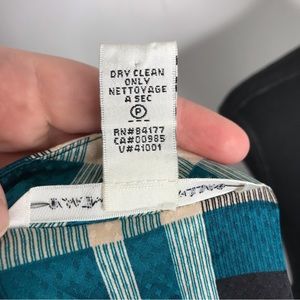 DRY CLEAN
ONLY
NETTOYAGE
A SEC
P
RN#84177
CA#00985
V#41001